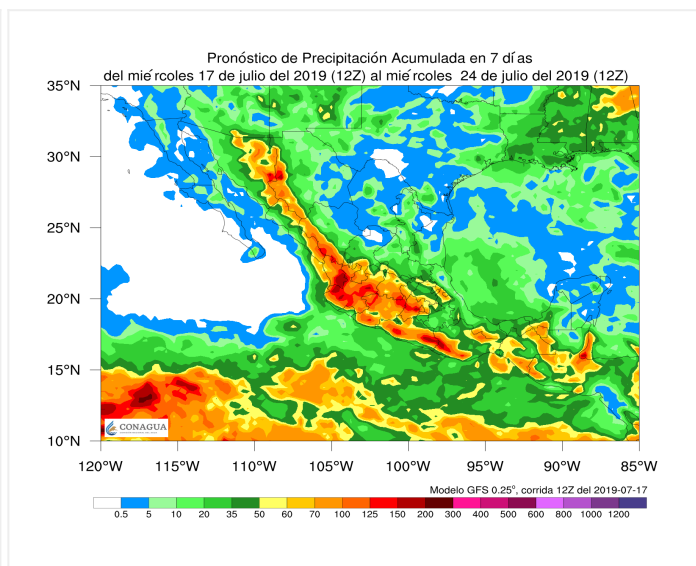 Pronóstico de Precipitación Acumulada en 7 días
del miércoles 17 de julio del 2019 (12Z) al miércoles 24 de julio del 2019 (12Z)
35°N
30°N
25°N
20°N
15°N
10°N
CONAGUA
120°W 115°W 110°W 105°W 100°W 95°W 90°W 85°W
Modelo GFS 0.25°, corrida 12Z del 2019-07-17
0.5 5 10 20 35 50 60 70 100 125 150 200 300 400 500 600 800 1000 1200